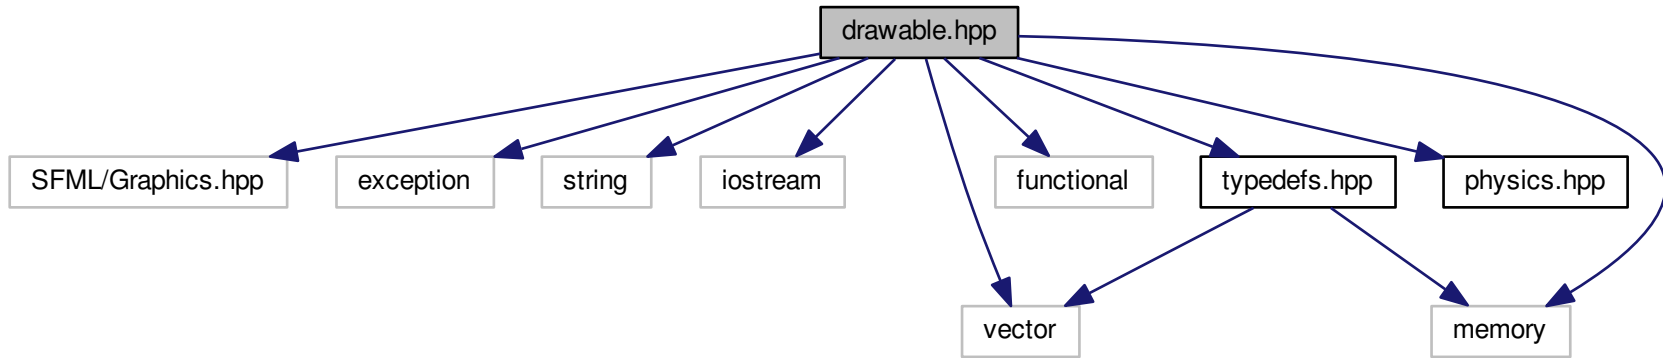 drawable.hpp
SFML/Graphics.hpp
exception
string
iostream
functional
typedefs.hpp
physics.hpp
vector
memory